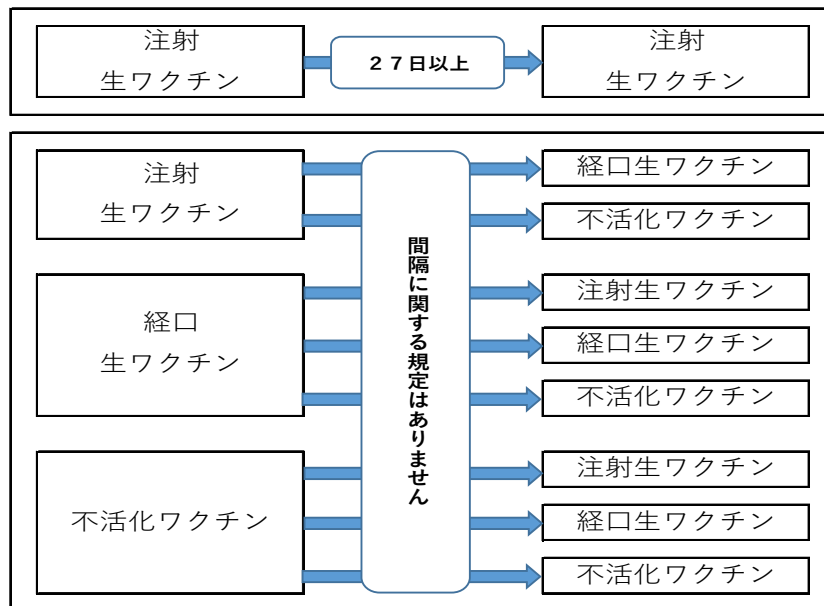 注射
生ワクチン
２７日以上
注射
生ワクチン
注射
生ワクチン
経口
生ワクチン
不活化ワクチン
間隔に関する規定はありません
経口生ワクチン
不活化ワクチン
注射生ワクチン
経口生ワクチン
不活化ワクチン
注射生ワクチン
経口生ワクチン
不活化ワクチン